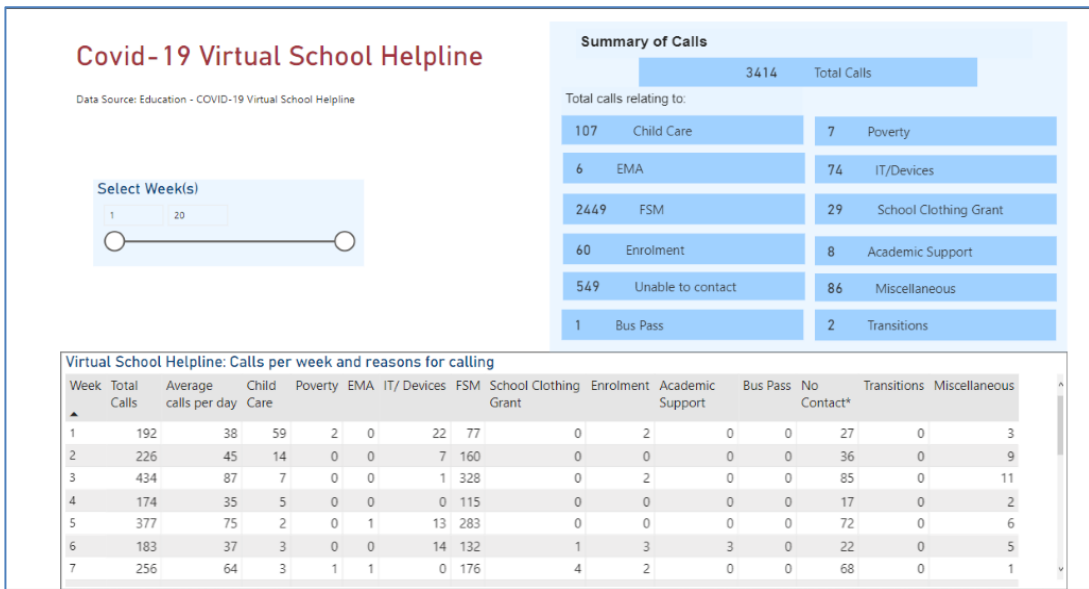 Covid-19 Virtual School Helpline
Data Source: Education - COVID-19 Virtual School Helpline
Select Week(s)
1 20
Summary of Calls
3414 Total Calls
Total calls relating to:
107 Child Care
7 Poverty
6 EMA
74 IT/Devices
2449 FSM
29 School Clothing Grant
60 Enrolment
8 Academic Support
549 Unable to contact
86 Miscellaneous
1 Bus Pass
2 Transitions
Virtual School Helpline: Calls per week and reasons for calling
Week Total Calls Average calls per day Child Care Poverty EMA IT/ Devices FSM School Clothing Grant Enrolment Academic Support Bus Pass No Contact* Transitions Miscellaneous
1 192 38 59 2 0 22 77 0 2 0 0 27 0 3
2 226 45 14 0 0 7 160 0 0 0 0 36 0 9
3 434 87 7 0 0 1 328 0 2 0 0 85 0 11
4 174 35 5 0 0 0 115 0 0 0 0 17 0 2
5 377 75 2 0 1 13 283 0 0 0 0 72 0 6
6 183 37 3 0 0 14 132 1 3 3 0 22 0 5
7 256 64 3 1 1 0 176 4 2 0 0 68 0 1